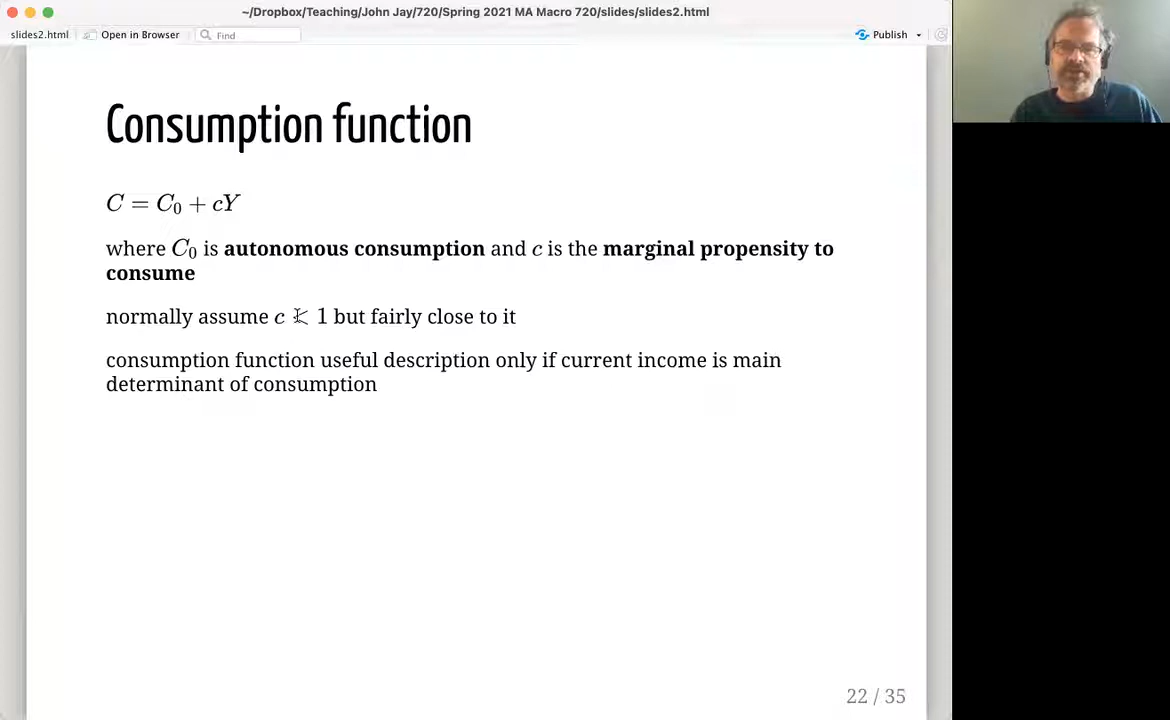 ~/Dropbox/Teaching/John Jay/720/Spring 2021 MA Macro 720/slides/slides2.html
slides2.html Open in Browser Find Publish
Consumption function
C = C₀ + cY
where C₀ is autonomous consumption and c is the marginal propensity to
consume
normally assume c < 1 but fairly close to it
consumption function useful description only if current income is main
determinant of consumption
22 / 35